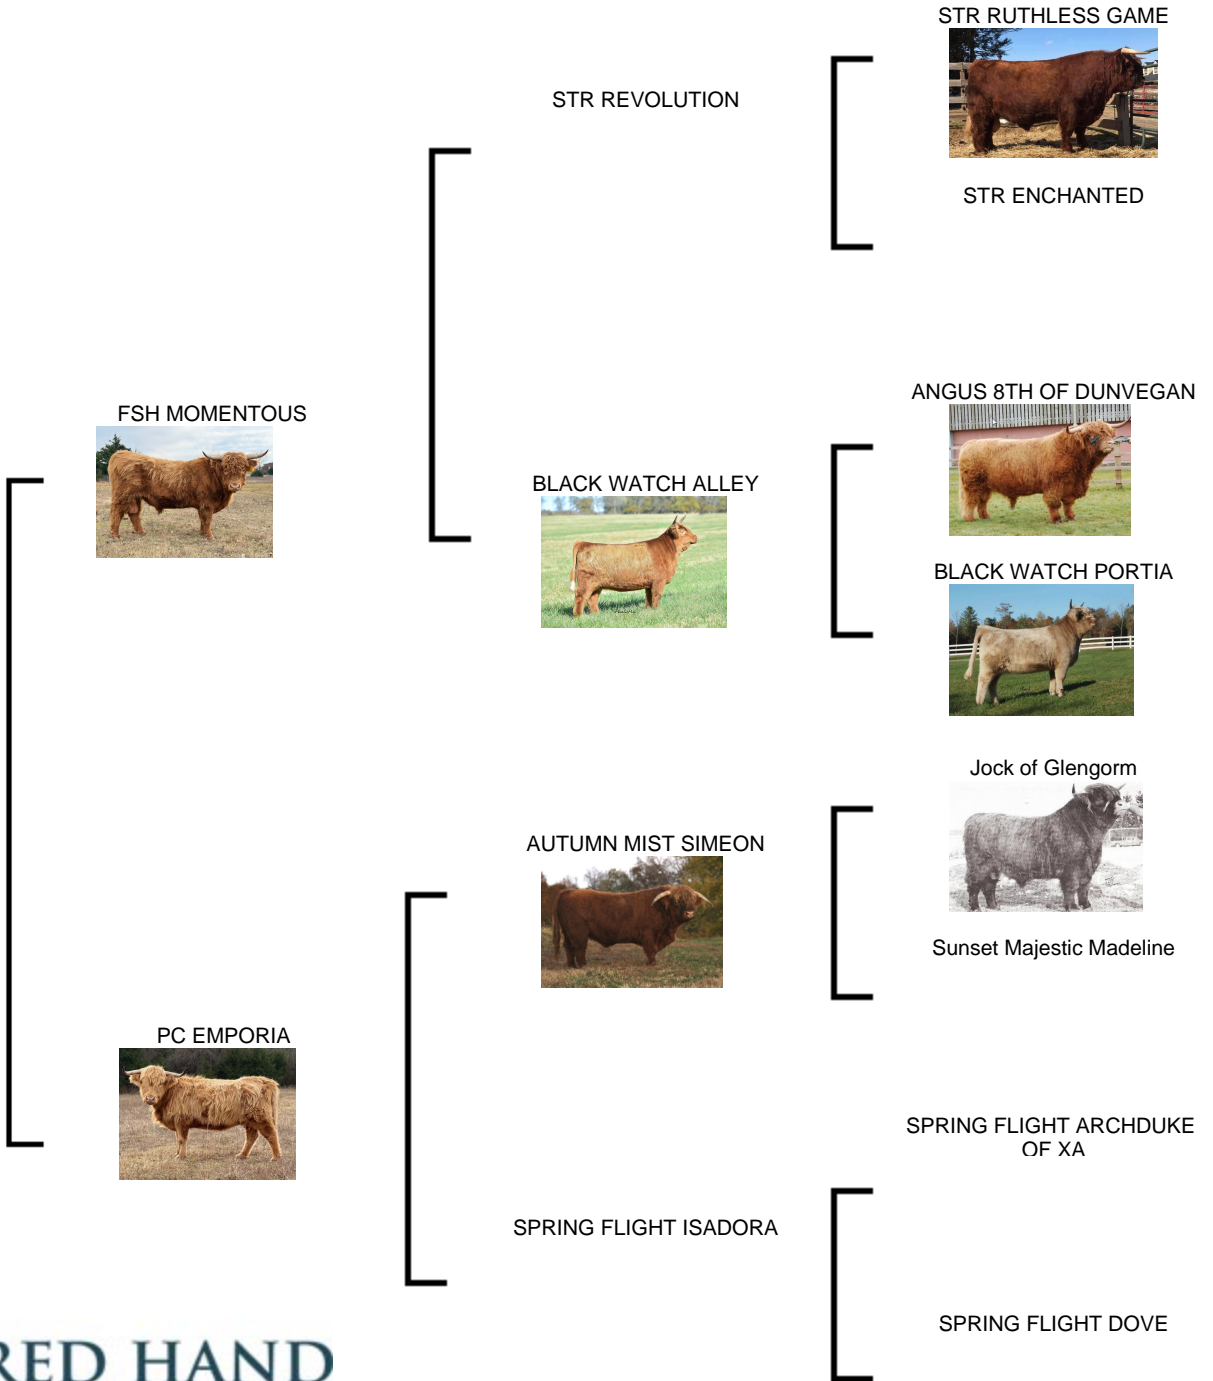 STR RUTHLESS GAME
STR REVOLUTION
STR ENCHANTED
ANGUS 8TH OF DUNVEGAN
FSH MOMENTOUS
BLACK WATCH ALLEY
BLACK WATCH PORTIA
Jock of Glengorm
AUTUMN MIST SIMEON
Sunset Majestic Madeline
PC EMPORIA
SPRING FLIGHT ARCHDUKE
OF XA
SPRING FLIGHT ISADORA
SPRING FLIGHT DOVE
RED HAND